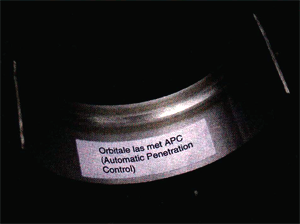 Orbitale las met APC
(Automatic Penetration
Control)